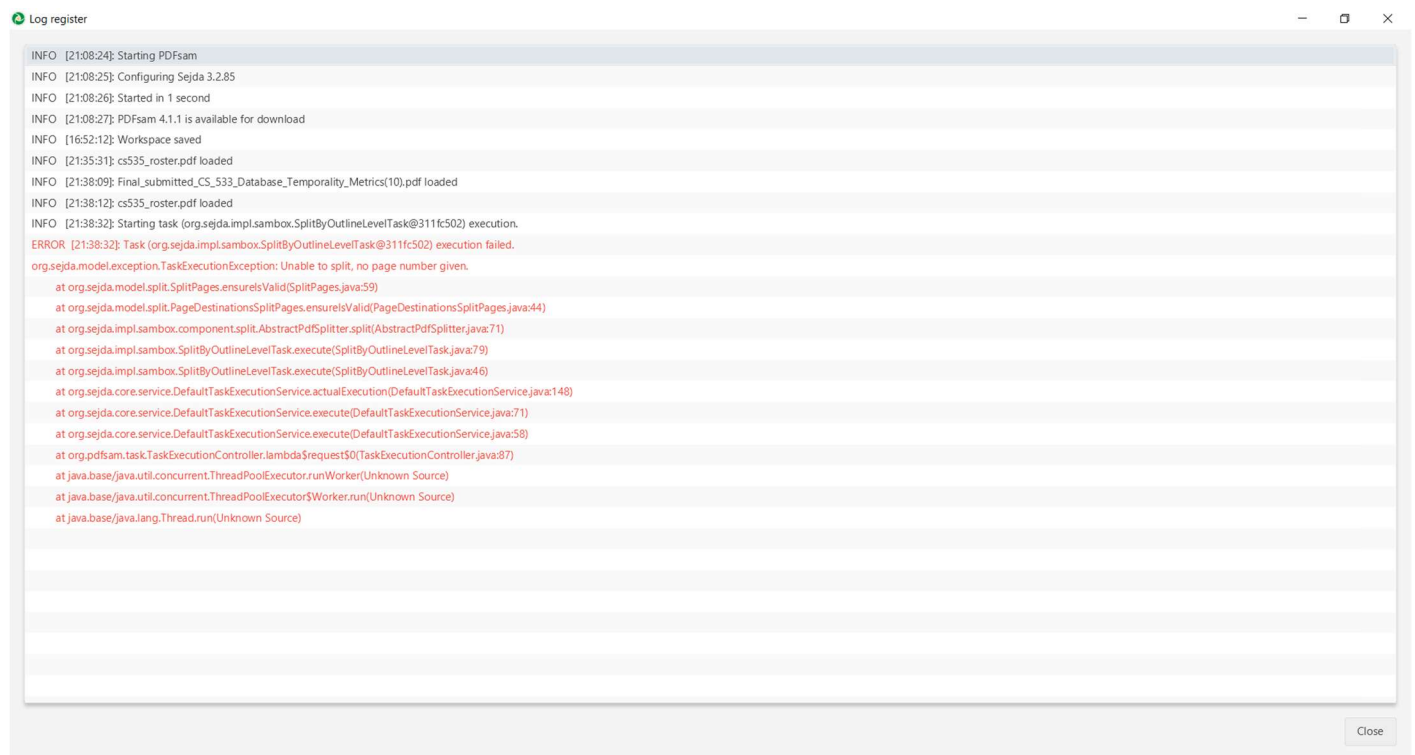 Log register
INFO [21:08:24]: Starting PDFsam
INFO [21:08:25]: Configuring Sejda 3.2.85
INFO [21:08:26]: Started in 1 second
INFO [21:08:27]: PDFsam 4.1.1 is available for download
INFO [16:52:12]: Workspace saved
INFO [21:35:31]: cs535_roster.pdf loaded
INFO [21:38:09]: Final_submitted_CS_533_Database_Temporality_Metrics(10).pdf loaded
INFO [21:38:12]: cs535_roster.pdf loaded
INFO [21:38:32]: Starting task (org.sejda.impl.sambox.SplitByOutlineLevelTask@311fc502) execution.
ERROR [21:38:32]: Task (org.sejda.impl.sambox.SplitByOutlineLevelTask@311fc502) execution failed.
org.sejda.model.exception.TaskExecutionException: Unable to split, no page number given.
at org.sejda.model.split.SplitPages.ensureIsValid(SplitPages.java:59)
at org.sejda.model.split.PageDestinationsSplitPages.ensureIsValid(PageDestinationsSplitPages.java:44)
at org.sejda.impl.sambox.component.split.AbstractPdfSplitter.split(AbstractPdfSplitter.java:71)
at org.sejda.impl.sambox.SplitByOutlineLevelTask.execute(SplitByOutlineLevelTask.java:79)
at org.sejda.impl.sambox.SplitByOutlineLevelTask.execute(SplitByOutlineLevelTask.java:46)
at org.sejda.core.service.DefaultTaskExecutionService.actualExecution(DefaultTaskExecutionService.java:148)
at org.sejda.core.service.DefaultTaskExecutionService.execute(DefaultTaskExecutionService.java:71)
at org.sejda.core.service.DefaultTaskExecutionService.execute(DefaultTaskExecutionService.java:58)
at org.pdfsam.task.TaskExecutionController.lambda$request$0(TaskExecutionController.java:87)
at java.base/java.util.concurrent.ThreadPoolExecutor.runWorker(Unknown Source)
at java.base/java.util.concurrent.ThreadPoolExecutor$Worker.run(Unknown Source)
at java.base/java.lang.Thread.run(Unknown Source)
Close